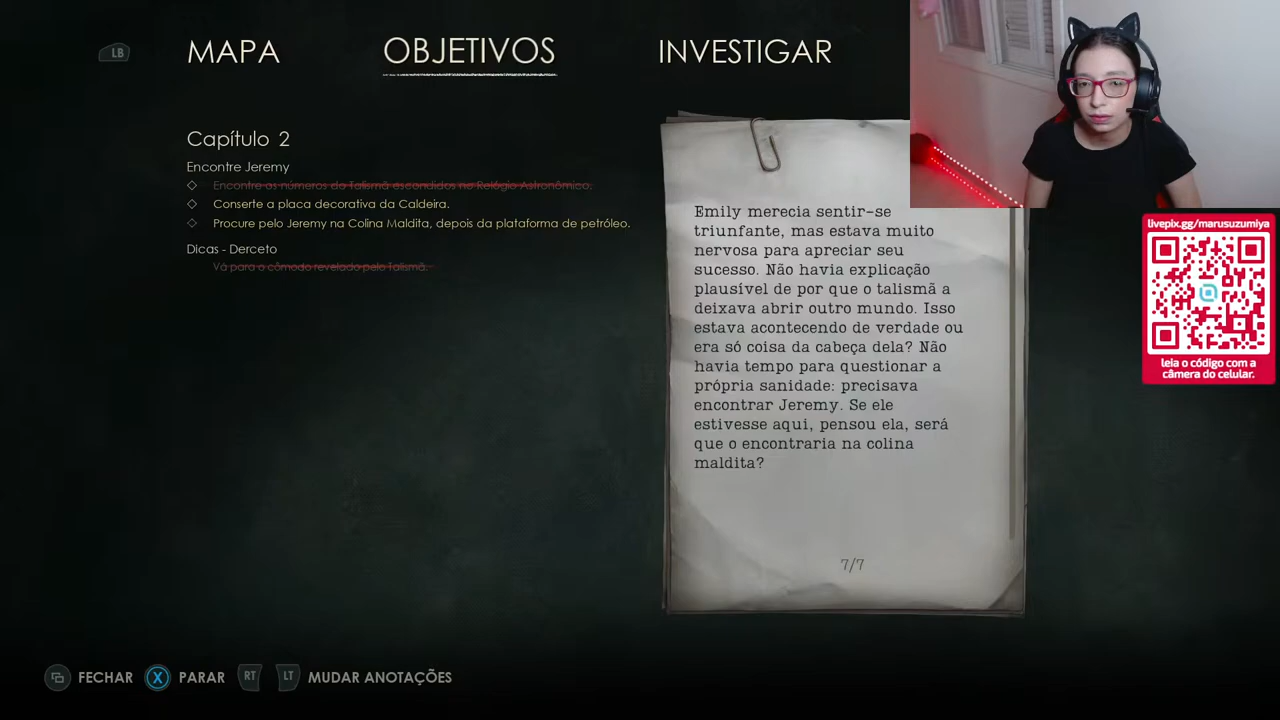 LB
MAPA
OBJETIVOS
INVESTIGAR
Capítulo 2
Encontre Jeremy
Encontre os números do Talismã escondidos no Relógio Astronômico.
Conserte a placa decorativa da Caldeira.
Procure pelo Jeremy na Colina Maldita, depois da plataforma de petróleo.
Dicas - Derceto
Vá para o cômodo revelado pelo Talismã.
Emily merecia sentir-se
triunfante, mas estava muito
nervosa para apreciar seu
sucesso. Não havia explicação
plausível de por que o talismã a
deixava abrir outro mundo. Isso
estava acontecendo de verdade ou
era só coisa da cabeça dela? Não
havia tempo para questionar a
própria sanidade: precisava
encontrar Jeremy. Se ele
estivesse aqui, pensou ela, será
que o encontraria na colina
maldita?
7/7
livepix.gg/marusuzumiya
leia o código com a
câmera do celular.
FECHAR
X PARAR
RT LT MUDAR ANOTAÇÕES